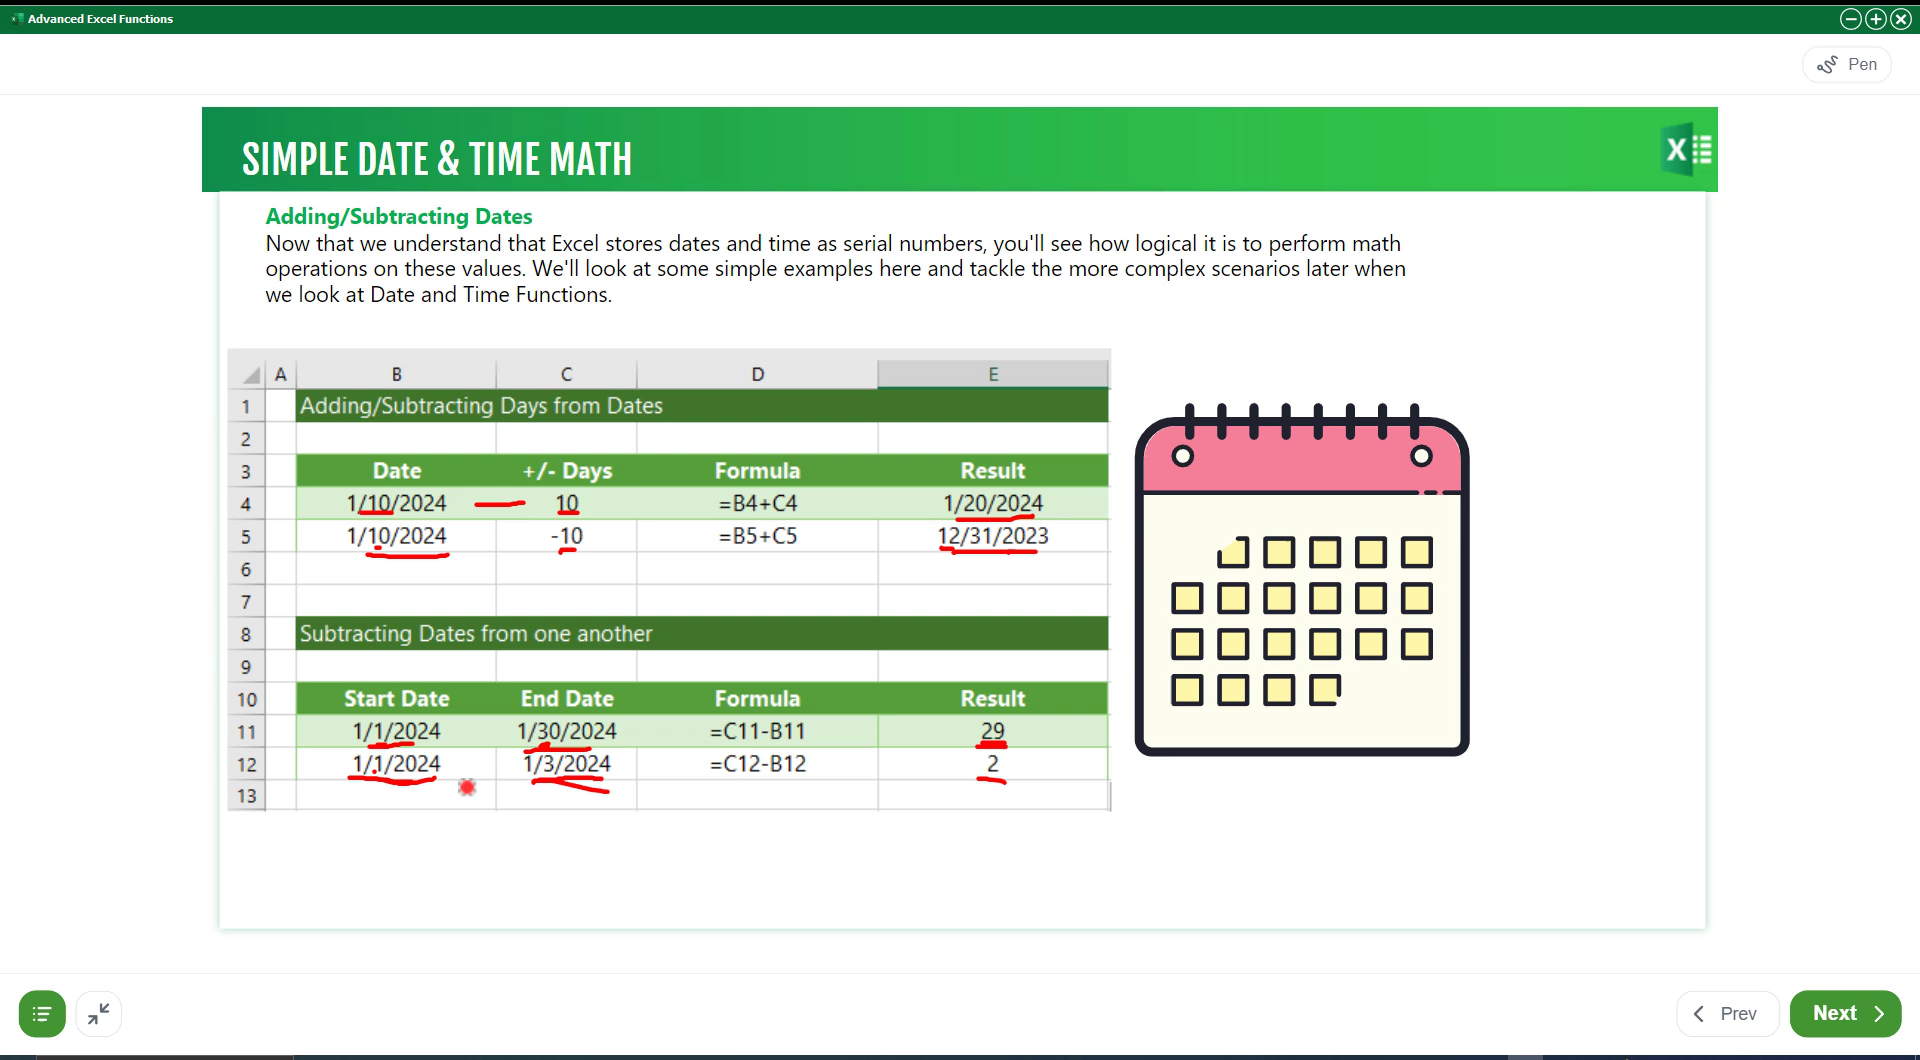 Advanced Excel Functions
Pen
SIMPLE DATE & TIME MATH
X
Adding/Subtracting Dates
Now that we understand that Excel stores dates and time as serial numbers, you'll see how logical it is to perform math
operations on these values. We'll look at some simple examples here and tackle the more complex scenarios later when
we look at Date and Time Functions.
A B C D E
1 Adding/Subtracting Days from Dates
2
3 Date +/- Days Formula Result
4 1/10/2024 10 =B4+C4 1/20/2024
5 1/10/2024 -10 =B5+C5 12/31/2023
6
7
8 Subtracting Dates from one another
9
10 Start Date End Date Formula Result
11 1/1/2024 1/30/2024 =C11-B11 29
12 1/1/2024 1/3/2024 =C12-B12 2
13
Prev
Next